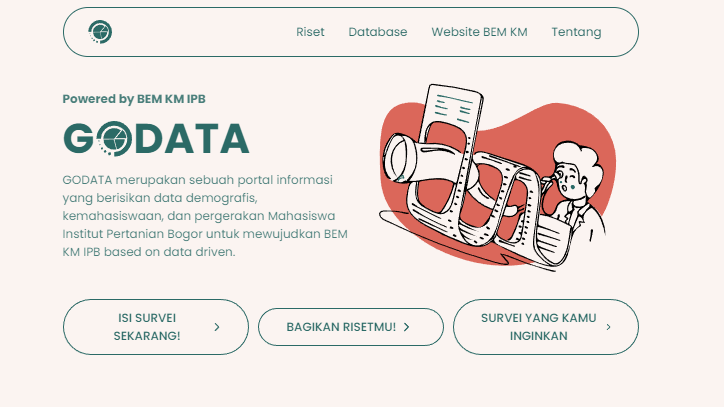 Riset Database Website BEM KM Tentang
Powered by BEM KM IPB
GODATA
GODATA merupakan sebuah portal informasi
yang berisikan data demografis,
kemahasiswaan, dan pergerakan Mahasiswa
Institut Pertanian Bogor untuk mewujudkan BEM
KM IPB based on data driven.
ISI SURVEI
SEKARANG!
BAGIKAN RISETMU!
SURVEI YANG KAMU
INGINKAN